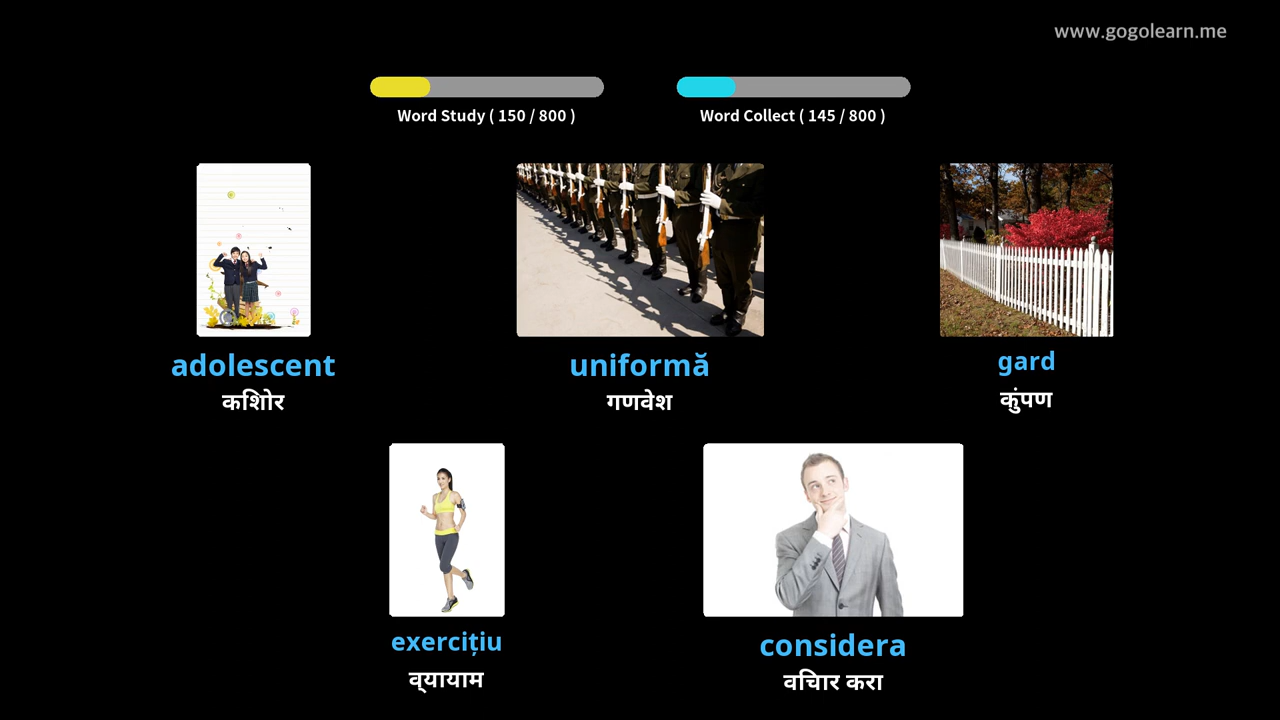 www.gogolearn.me
Word Study ( 150 / 800 )
Word Collect ( 145 / 800 )
adolescent
किशोर
uniformă
गणवेश
gard
कुंपण
exercițiu
व्यायाम
considera
विचार करा